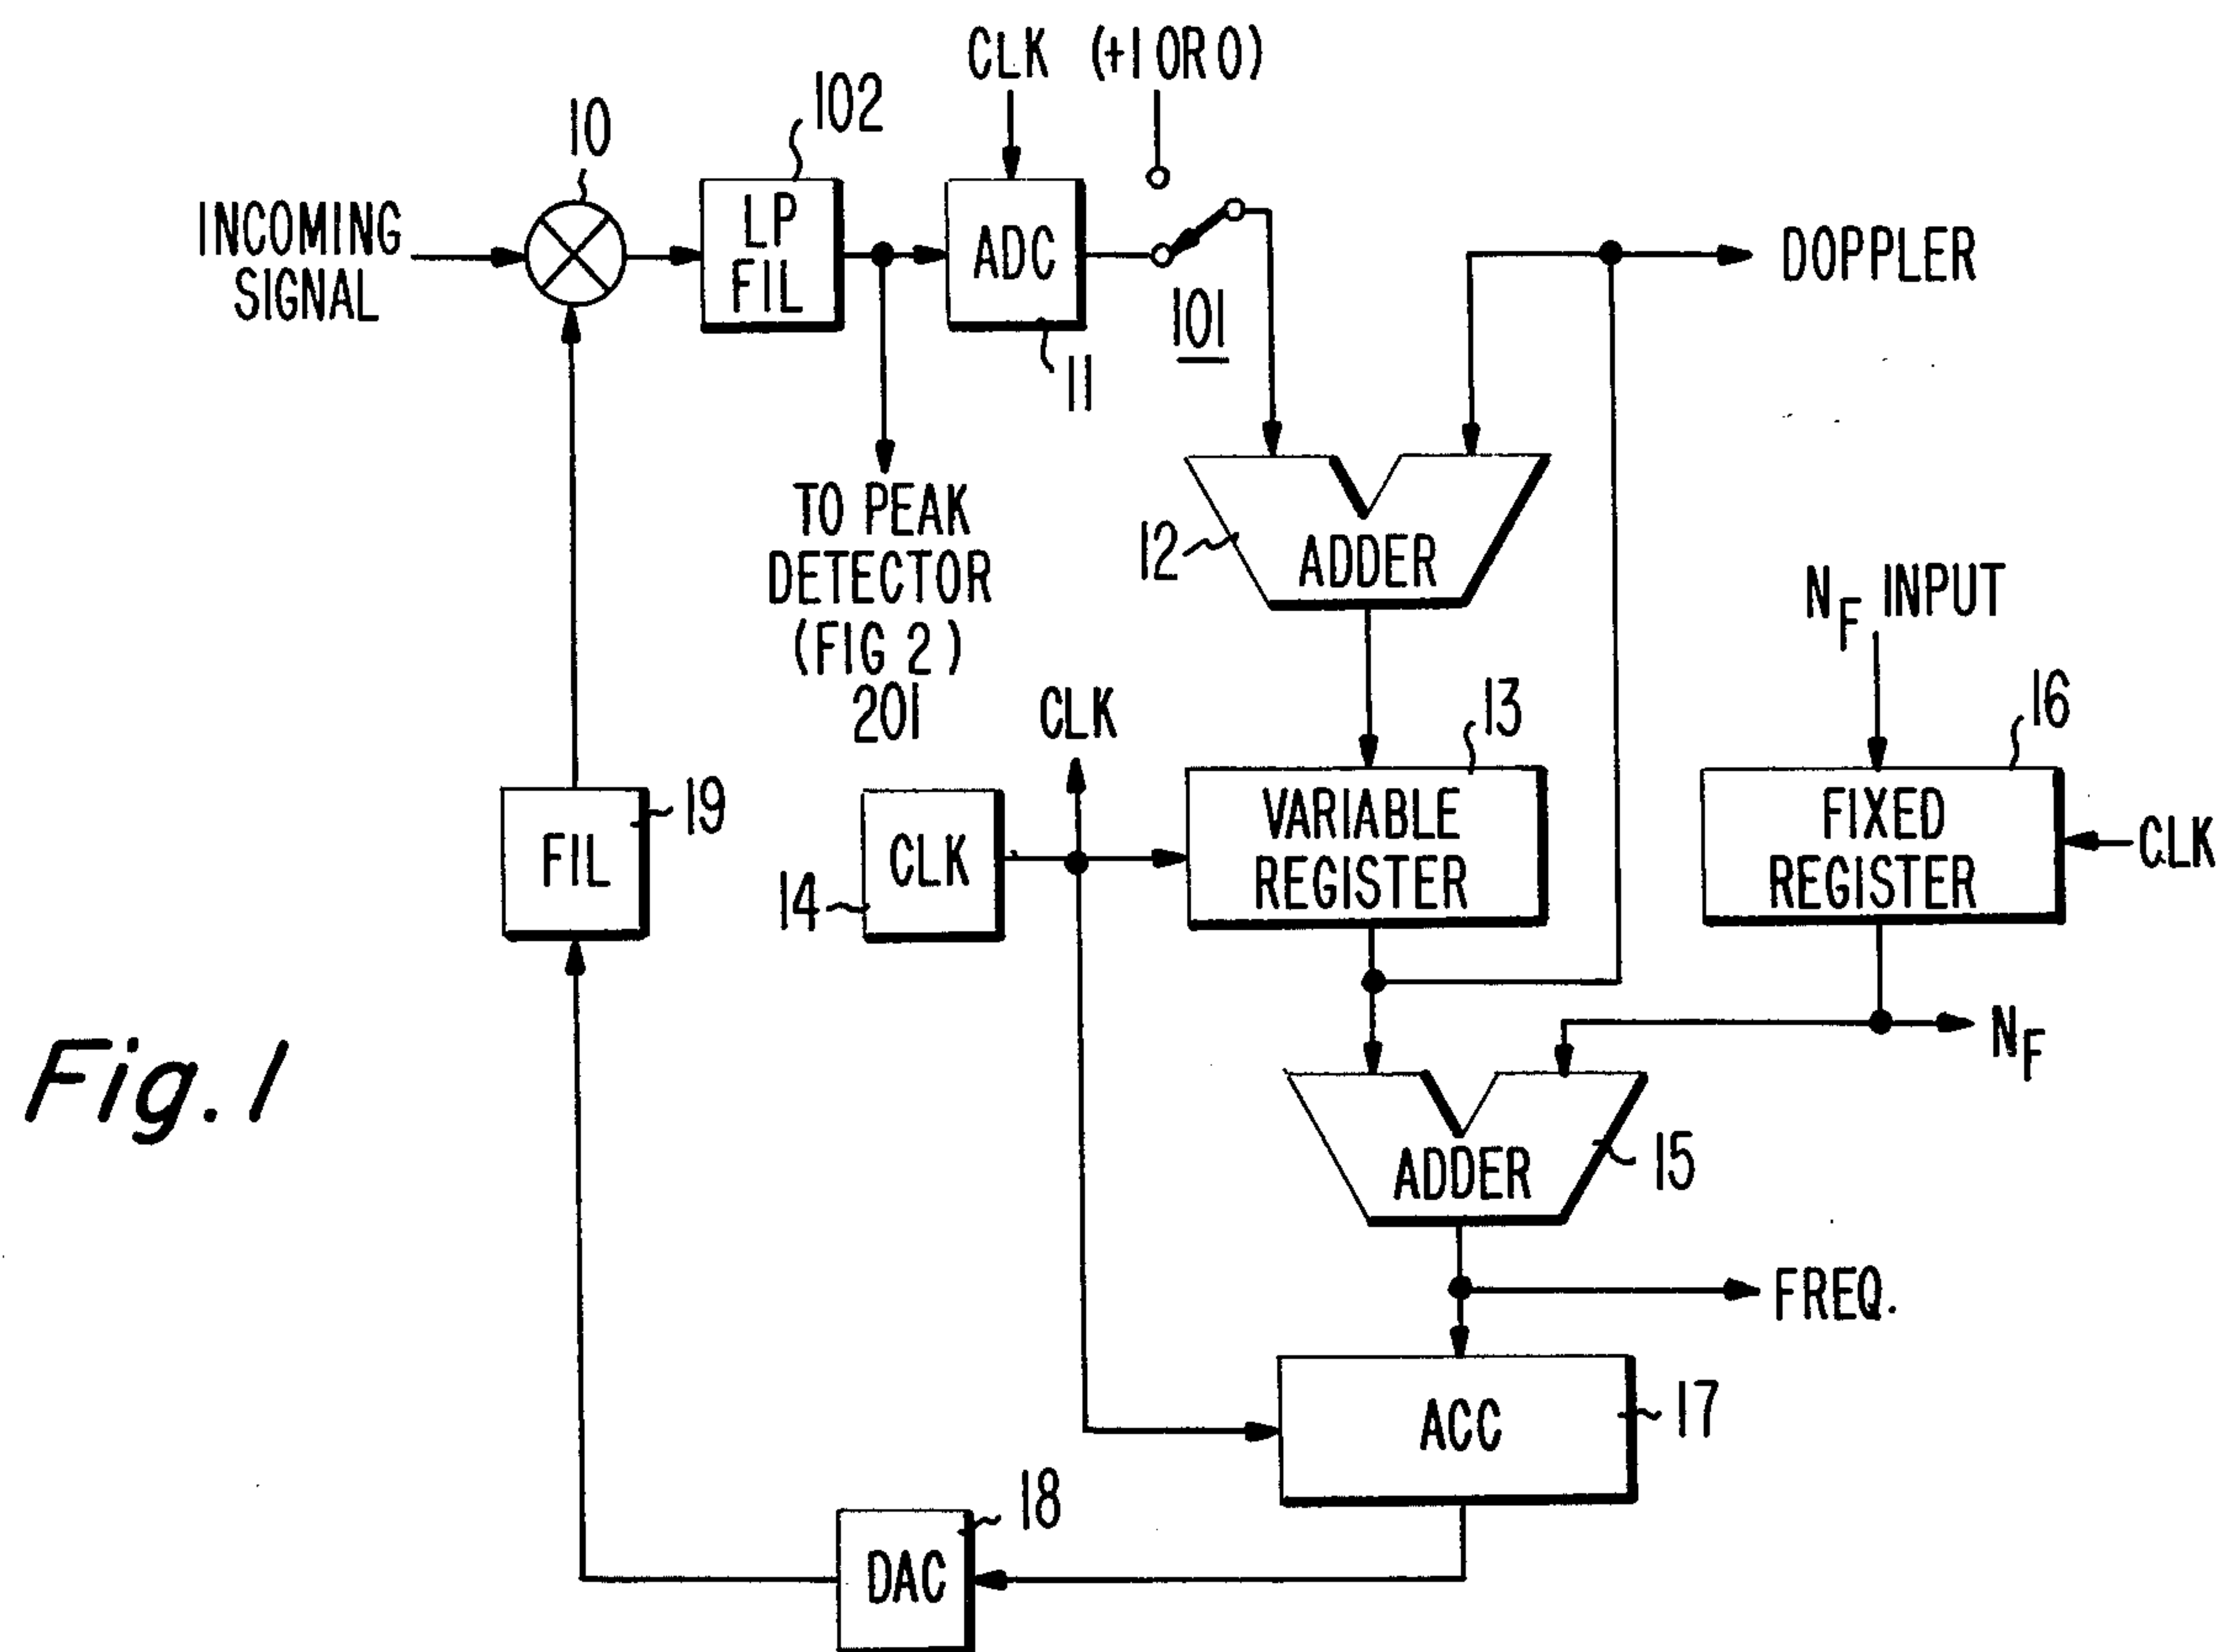 CLK (+1 OR 0)
10
102
INCOMING
SIGNAL
LP
FIL
ADC
DOPPLER
101
11
TO PEAK
DETECTOR
(FIG 2)
201
12
ADDER
N_F INPUT
CLK
13
16
19
FIL
14
CLK
VARIABLE
REGISTER
FIXED
REGISTER
CLK
N_F
Fig. 1
ADDER
15
FREQ.
ACC
17
18
DAC